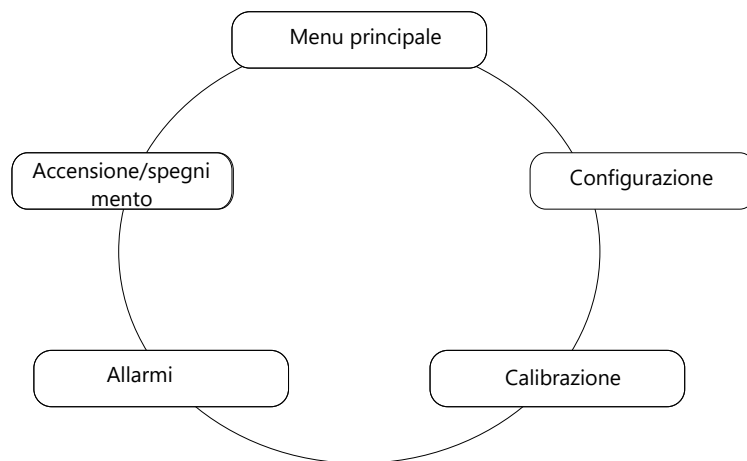 Menu principale
Accensione/spegni
mento
Configurazione
Allarmi
Calibrazione